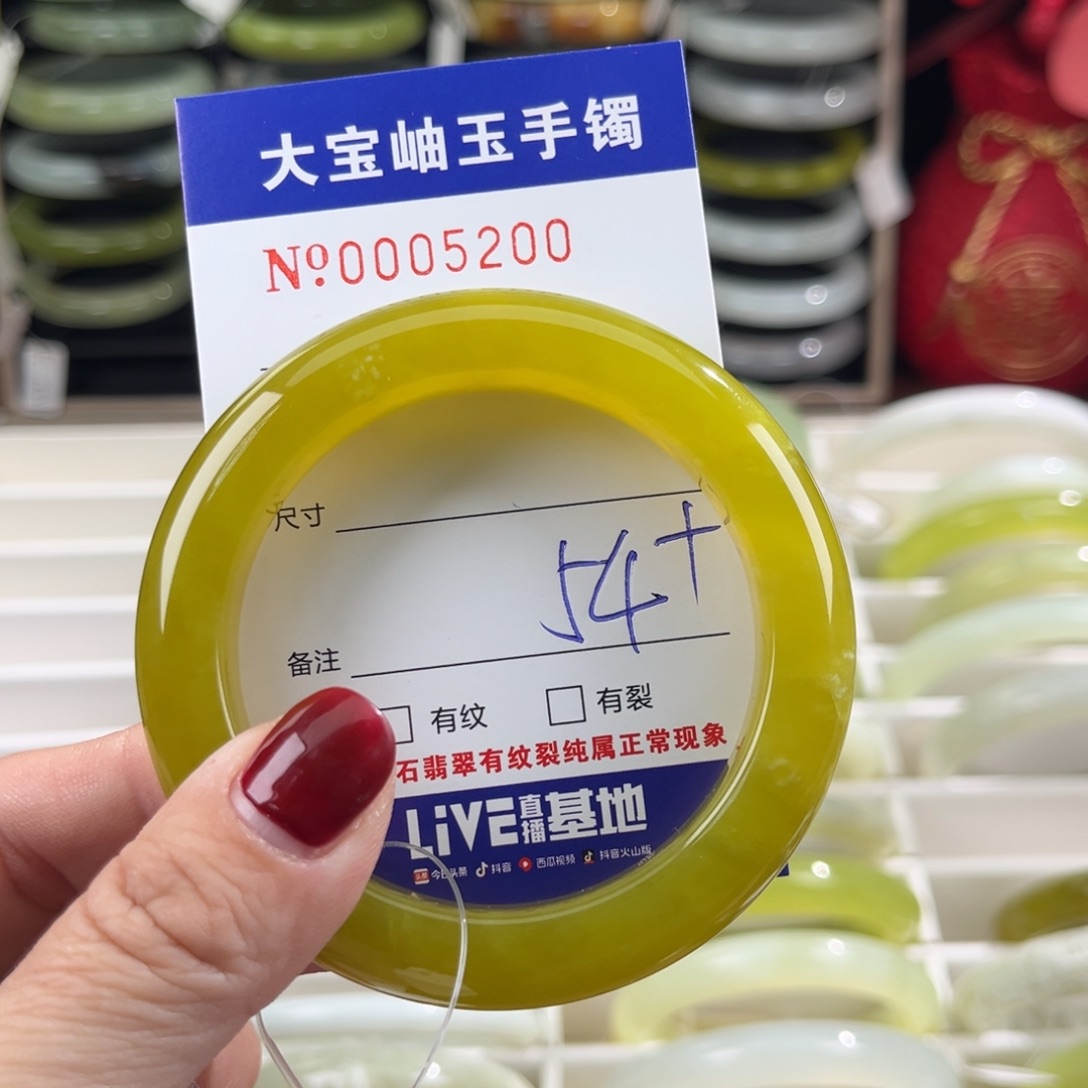 大宝岫玉手镯
№0005200
尺寸
54+
备注
有纹 有裂
石翡翠有纹裂纯属正常现象
LiVE直播基地
今日头条 抖音 西瓜视频 抖音火山版